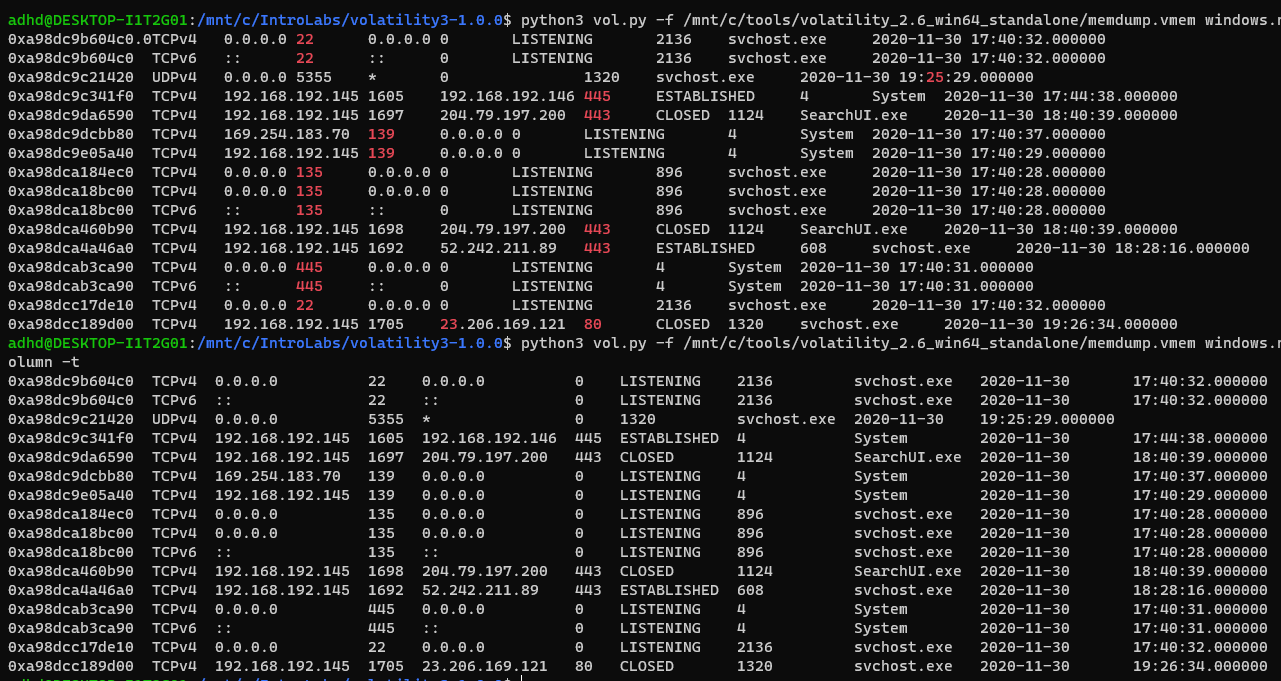 adhd@DESKTOP-I1T2G01:/mnt/c/IntroLabs/volatility3-1.0.0$ python3 vol.py -f /mnt/c/tools/volatility_2.6_win64_standalone/memdump.vmem windows.n
0xa98dc9b604c0.0TCPv4 0.0.0.0 22 0.0.0.0 0 LISTENING 2136 svchost.exe 2020-11-30 17:40:32.000000
0xa98dc9b604c0 TCPv6 :: 22 :: 0 LISTENING 2136 svchost.exe 2020-11-30 17:40:32.000000
0xa98dc9c21420 UDPv4 0.0.0.0 5355 * 0 1320 svchost.exe 2020-11-30 19:25:29.000000
0xa98dc9c341f0 TCPv4 192.168.192.145 1605 192.168.192.146 445 ESTABLISHED 4 System 2020-11-30 17:44:38.000000
0xa98dc9da6590 TCPv4 192.168.192.145 1697 204.79.197.200 443 CLOSED 1124 SearchUI.exe 2020-11-30 18:40:39.000000
0xa98dc9dcbb80 TCPv4 169.254.183.70 139 0.0.0.0 0 LISTENING 4 System 2020-11-30 17:40:37.000000
0xa98dc9e05a40 TCPv4 192.168.192.145 139 0.0.0.0 0 LISTENING 4 System 2020-11-30 17:40:29.000000
0xa98dca184ec0 TCPv4 0.0.0.0 135 0.0.0.0 0 LISTENING 896 svchost.exe 2020-11-30 17:40:28.000000
0xa98dca18bc00 TCPv4 0.0.0.0 135 0.0.0.0 0 LISTENING 896 svchost.exe 2020-11-30 17:40:28.000000
0xa98dca18bc00 TCPv6 :: 135 :: 0 LISTENING 896 svchost.exe 2020-11-30 17:40:28.000000
0xa98dca460b90 TCPv4 192.168.192.145 1698 204.79.197.200 443 CLOSED 1124 SearchUI.exe 2020-11-30 18:40:39.000000
0xa98dca4a46a0 TCPv4 192.168.192.145 1692 52.242.211.89 443 ESTABLISHED 608 svchost.exe 2020-11-30 18:28:16.000000
0xa98dcab3ca90 TCPv4 0.0.0.0 445 0.0.0.0 0 LISTENING 4 System 2020-11-30 17:40:31.000000
0xa98dcab3ca90 TCPv6 :: 445 :: 0 LISTENING 4 System 2020-11-30 17:40:31.000000
0xa98dcc17de10 TCPv4 0.0.0.0 22 0.0.0.0 0 LISTENING 2136 svchost.exe 2020-11-30 17:40:32.000000
0xa98dcc189d00 TCPv4 192.168.192.145 1705 23.206.169.121 80 CLOSED 1320 svchost.exe 2020-11-30 19:26:34.000000
adhd@DESKTOP-I1T2G01:/mnt/c/IntroLabs/volatility3-1.0.0$ python3 vol.py -f /mnt/c/tools/volatility_2.6_win64_standalone/memdump.vmem windows.n
olumn -t
0xa98dc9b604c0 TCPv4 0.0.0.0 22 0.0.0.0 0 LISTENING 2136 svchost.exe 2020-11-30 17:40:32.000000
0xa98dc9b604c0 TCPv6 :: 22 :: 0 LISTENING 2136 svchost.exe 2020-11-30 17:40:32.000000
0xa98dc9c21420 UDPv4 0.0.0.0 5355 * 0 1320 svchost.exe 2020-11-30 19:25:29.000000
0xa98dc9c341f0 TCPv4 192.168.192.145 1605 192.168.192.146 445 ESTABLISHED 4 System 2020-11-30 17:44:38.000000
0xa98dc9da6590 TCPv4 192.168.192.145 1697 204.79.197.200 443 CLOSED 1124 SearchUI.exe 2020-11-30 18:40:39.000000
0xa98dc9dcbb80 TCPv4 169.254.183.70 139 0.0.0.0 0 LISTENING 4 System 2020-11-30 17:40:37.000000
0xa98dc9e05a40 TCPv4 192.168.192.145 139 0.0.0.0 0 LISTENING 4 System 2020-11-30 17:40:29.000000
0xa98dca184ec0 TCPv4 0.0.0.0 135 0.0.0.0 0 LISTENING 896 svchost.exe 2020-11-30 17:40:28.000000
0xa98dca18bc00 TCPv4 0.0.0.0 135 0.0.0.0 0 LISTENING 896 svchost.exe 2020-11-30 17:40:28.000000
0xa98dca18bc00 TCPv6 :: 135 :: 0 LISTENING 896 svchost.exe 2020-11-30 17:40:28.000000
0xa98dca460b90 TCPv4 192.168.192.145 1698 204.79.197.200 443 CLOSED 1124 SearchUI.exe 2020-11-30 18:40:39.000000
0xa98dca4a46a0 TCPv4 192.168.192.145 1692 52.242.211.89 443 ESTABLISHED 608 svchost.exe 2020-11-30 18:28:16.000000
0xa98dcab3ca90 TCPv4 0.0.0.0 445 0.0.0.0 0 LISTENING 4 System 2020-11-30 17:40:31.000000
0xa98dcab3ca90 TCPv6 :: 445 :: 0 LISTENING 4 System 2020-11-30 17:40:31.000000
0xa98dcc17de10 TCPv4 0.0.0.0 22 0.0.0.0 0 LISTENING 2136 svchost.exe 2020-11-30 17:40:32.000000
0xa98dcc189d00 TCPv4 192.168.192.145 1705 23.206.169.121 80 CLOSED 1320 svchost.exe 2020-11-30 19:26:34.000000